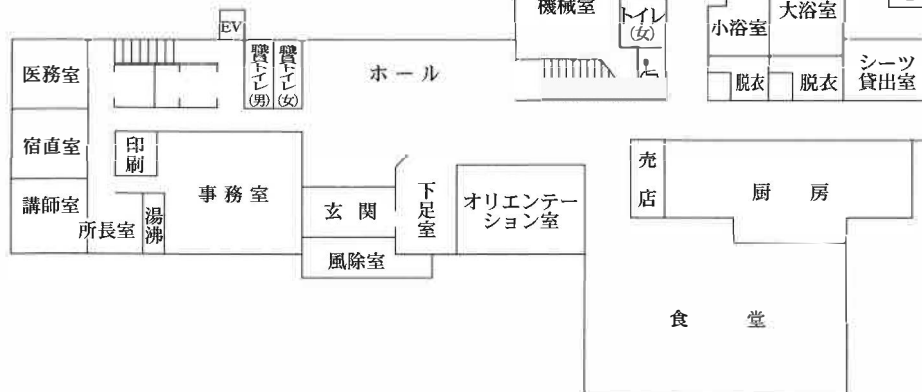 機械室
トイレ
(女)
小浴室
大浴室
EV
医務室
職員トイレ(男)
職員トイレ(女)
ホール
脱衣
脱衣
シーツ
貸出室
宿直室
印刷
売店
厨房
講師室
所長室
湯沸
事務室
玄関
下足室
オリエンテー
ション室
風除室
食堂